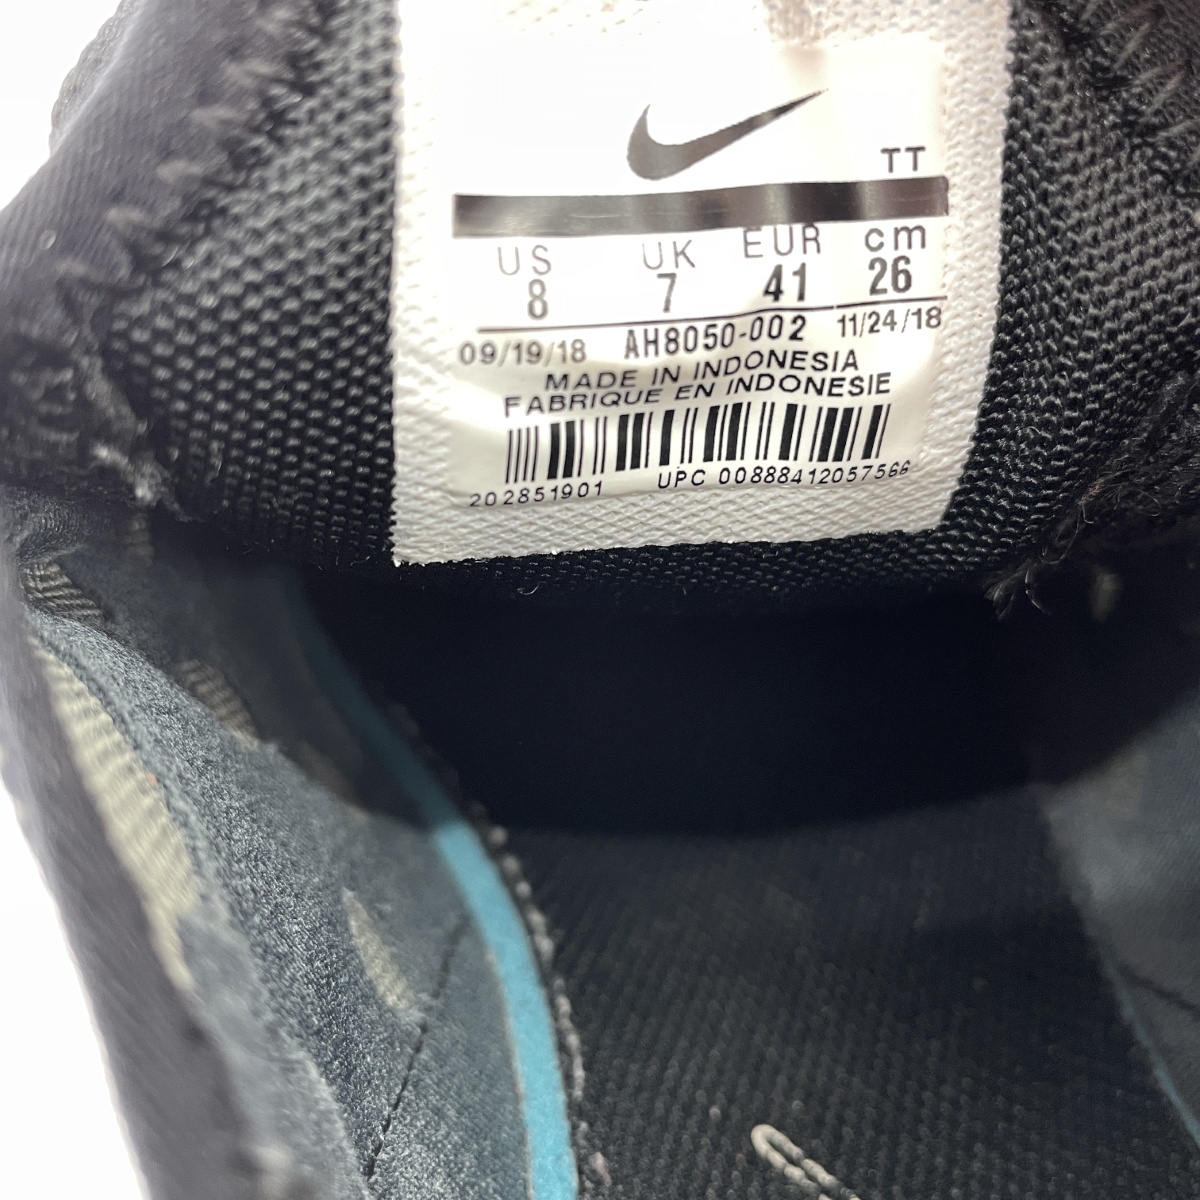 TT
US UK EUR cm
8 7 41 26
09/19/18 AH8050-002 11/24/18
MADE IN INDONESIA
FABRIQUE EN INDONESIE
202851901 UPC 00888412057566